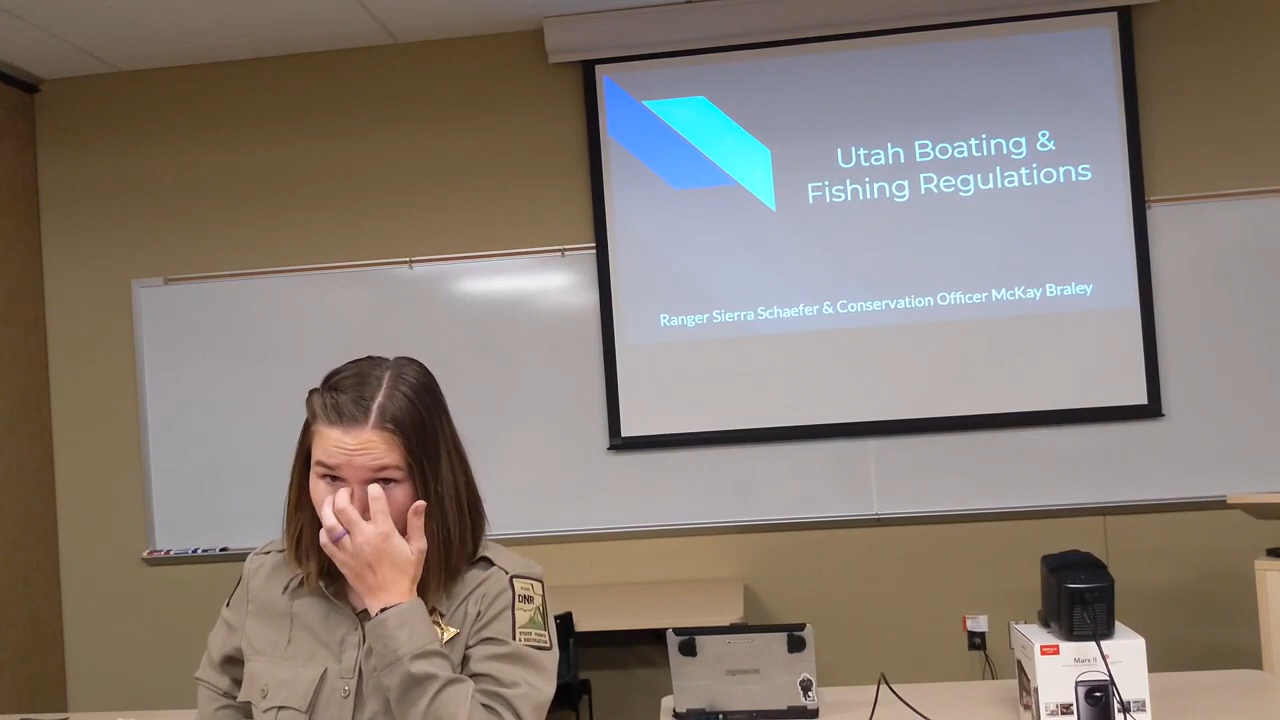 Utah Boating &
Fishing Regulations
Ranger Sierra Schaefer & Conservation Officer McKay Braley
DNR
STATE PARKS
& RECREATION
Mars II